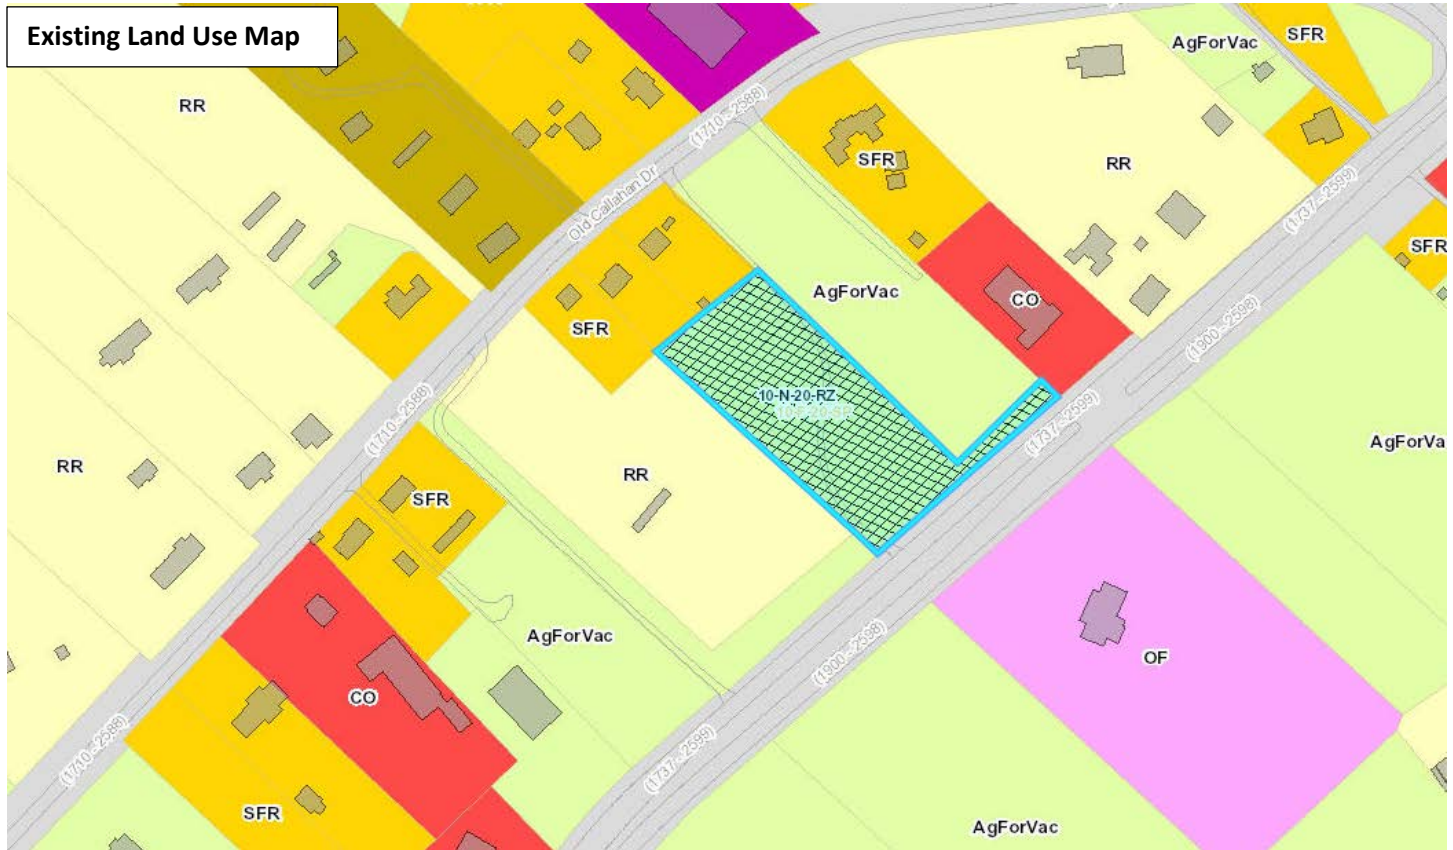 Existing Land Use Map
AgForVac
SFR
RR
(1710 - 2588)
SFR
RR
(1737 - 2599)
Old Callahan Dr
SFR
AgForVac
CO
SFR
(1900 - 2598)
(1710 - 2588)
10-N-20-RZ
(1737 - 2599)
AgForVa
RR
RR
SFR
AgForVac
(1900 - 2598)
OF
CO
(1710 - 2588)
(1737 - 2599)
SFR
AgForVac